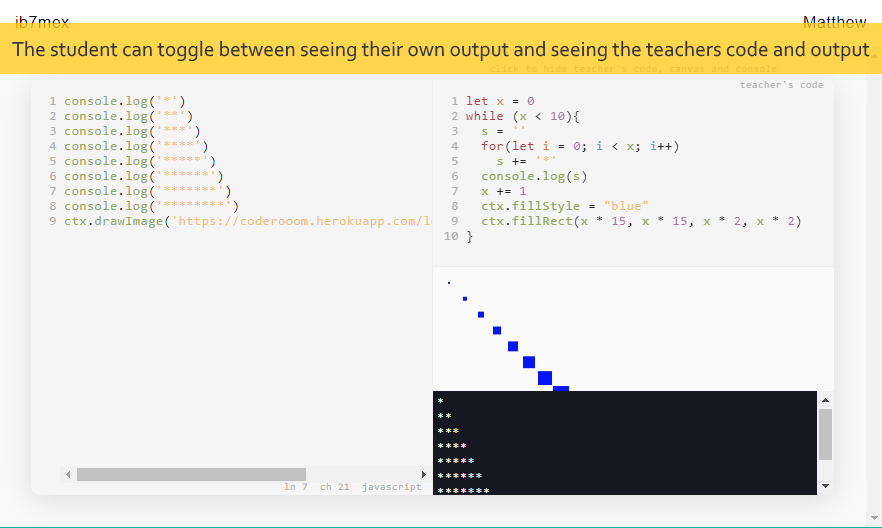 ib7mex
Matthew
The student can toggle between seeing their own output and seeing the teachers code and output
click to hide teacher's code, canvas and console
teacher's code
1 console.log('*')
2 console.log('**')
3 console.log('***')
4 console.log('****')
5 console.log('*****')
6 console.log('******')
7 console.log('*******')
8 console.log('********')
9 ctx.drawImage('https://coderooom.herokuapp.com/l
ln 7 ch 21 javascript
1 let x = 0
2 while (x < 10){
3 s = ''
4 for(let i = 0; i < x; i++)
5 s += '*'
6 console.log(s)
7 x += 1
8 ctx.fillStyle = "blue"
9 ctx.fillRect(x * 15, x * 15, x * 2, x * 2)
10 }
*
**
***
****
*****
******
*******